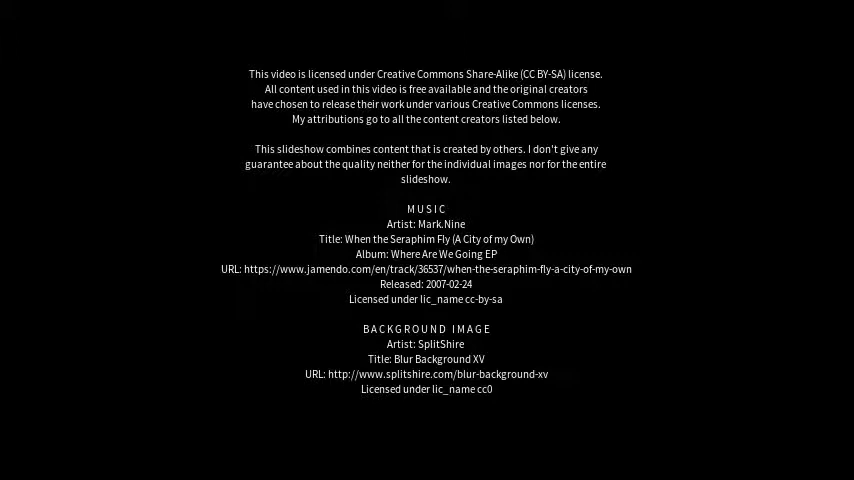 This video is licensed under Creative Commons Share-Alike (CC BY-SA) license.
All content used in this video is free available and the original creators
have chosen to release their work under various Creative Commons licenses.
My attributions go to all the content creators listed below.
This slideshow combines content that is created by others. I don't give any
guarantee about the quality neither for the individual images nor for the entire
slideshow.
MUSIC
Artist: Mark.Nine
Title: When the Seraphim Fly (A City of my Own)
Album: Where Are We Going EP
URL: https://www.jamendo.com/en/track/36537/when-the-seraphim-fly-a-city-of-my-own
Released: 2007-02-24
Licensed under lic_name cc-by-sa
BACKGROUND IMAGE
Artist: SplitShire
Title: Blur Background XV
URL: http://www.splitshire.com/blur-background-xv
Licensed under lic_name cc0